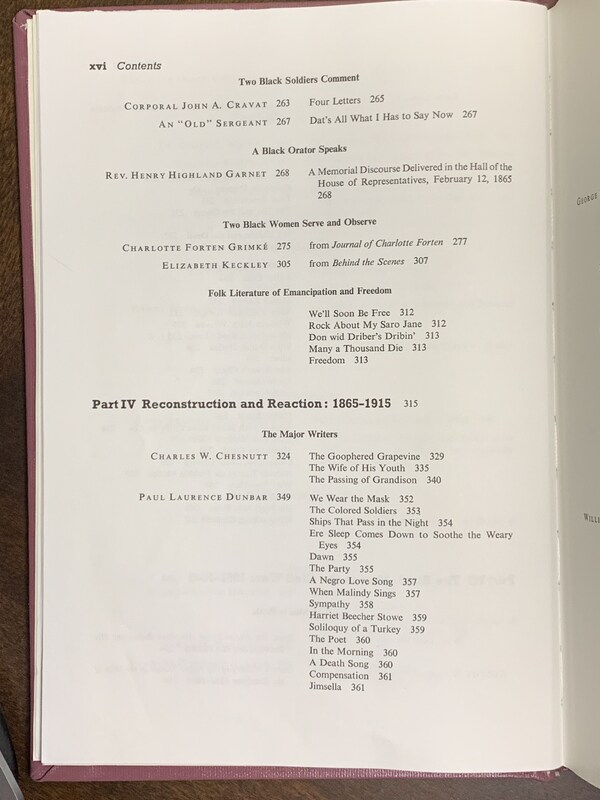 xvi Contents
Two Black Soldiers Comment
CORPORAL JOHN A. CRAVAT 263 Four Letters 265
AN "OLD" SERGEANT 267 Dat's All What I Has to Say Now 267
A Black Orator Speaks
REV. HENRY HIGHLAND GARNET 268 A Memorial Discourse Delivered in the Hall of the
House of Representatives, February 12, 1865
268
Two Black Women Serve and Observe
CHARLOTTE FORTEN GRIMKÉ 275 from Journal of Charlotte Forten 277
ELIZABETH KECKLEY 305 from Behind the Scenes 307
Folk Literature of Emancipation and Freedom
We'll Soon Be Free 312
Rock About My Saro Jane 312
Don wid Driber's Dribin' 313
Many a Thousand Die 313
Freedom 313
Part IV Reconstruction and Reaction: 1865-1915 315
The Major Writers
CHARLES W. CHESNUTT 324 The Goophered Grapevine 329
The Wife of His Youth 335
The Passing of Grandison 340
PAUL LAURENCE DUNBAR 349 We Wear the Mask 352
The Colored Soldiers 353
Ships That Pass in the Night 354
Ere Sleep Comes Down to Soothe the Weary
Eyes 354
Dawn 355
The Party 355
A Negro Love Song 357
When Malindy Sings 357
Sympathy 358
Harriet Beecher Stowe 359
Soliloquy of a Turkey 359
The Poet 360
In the Morning 360
A Death Song 360
Compensation 361
Jimsella 361
GEORGE